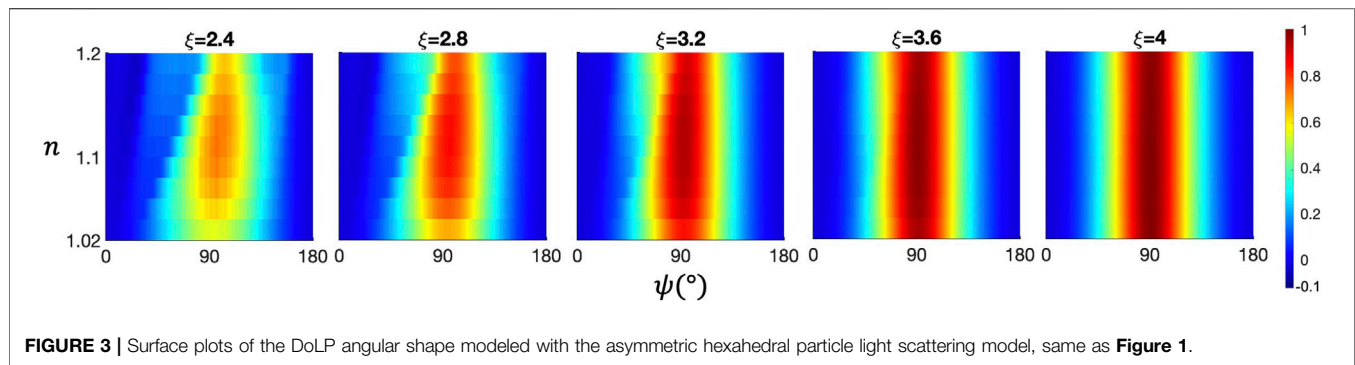 ξ=2.4 ξ=2.8 ξ=3.2 ξ=3.6 ξ=4
1.2
n
1.1
1.02
0 90 180 0 90 180 0 90 180 0 90 180 0 90 180
ψ(°)
1
0.8
0.6
0.4
0.2
0
-0.1
FIGURE 3 | Surface plots of the DoLP angular shape modeled with the asymmetric hexahedral particle light scattering model, same as Figure 1.